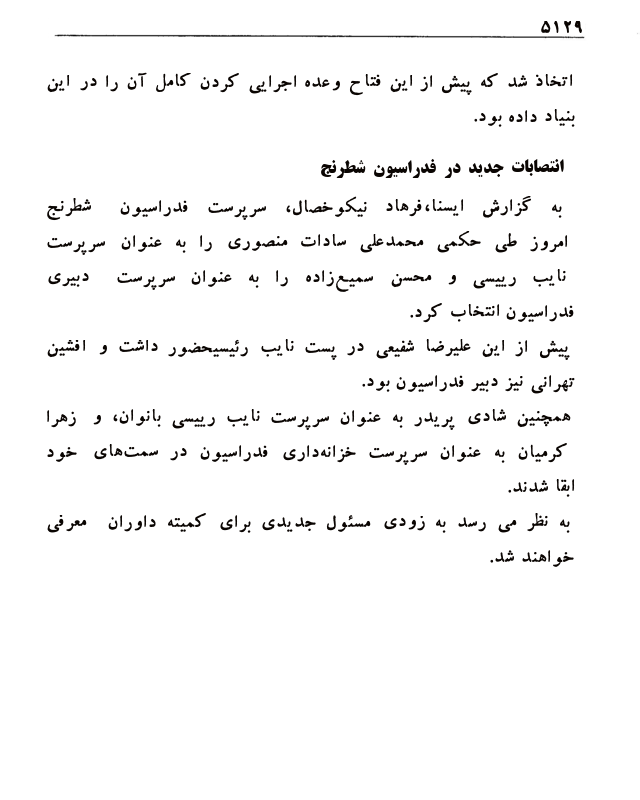 ۵۱۲۹
اتخاذ شد که پیش از این فتاح وعده اجرایی کردن کامل آن را در این
بنیاد داده بود.
انتصابات جدید در فدراسیون شطرنج
به گزارش ایسنا،فرهاد نیکوخصال، سرپرست فدراسیون شطرنج
امروز طی حکمی محمدعلی سادات منصوری را به عنوان سرپرست
نایب رییسی و محسن سمیع‌زاده را به عنوان سرپرست دبیری
فدراسیون انتخاب کرد.
پیش از این علیرضا شفیعی در پست نایب رئیسیحضور داشت و افشین
تهرانی نیز دبیر فدراسیون بود.
همچنین شادی پریدر به عنوان سرپرست نایب رییسی بانوان، و زهرا
کرمیان به عنوان سرپرست خزانه‌داری فدراسیون در سمت‌های خود
ابقا شدند.
به نظر می رسد به زودی مسئول جدیدی برای کمیته داوران معرفی
خواهند شد.